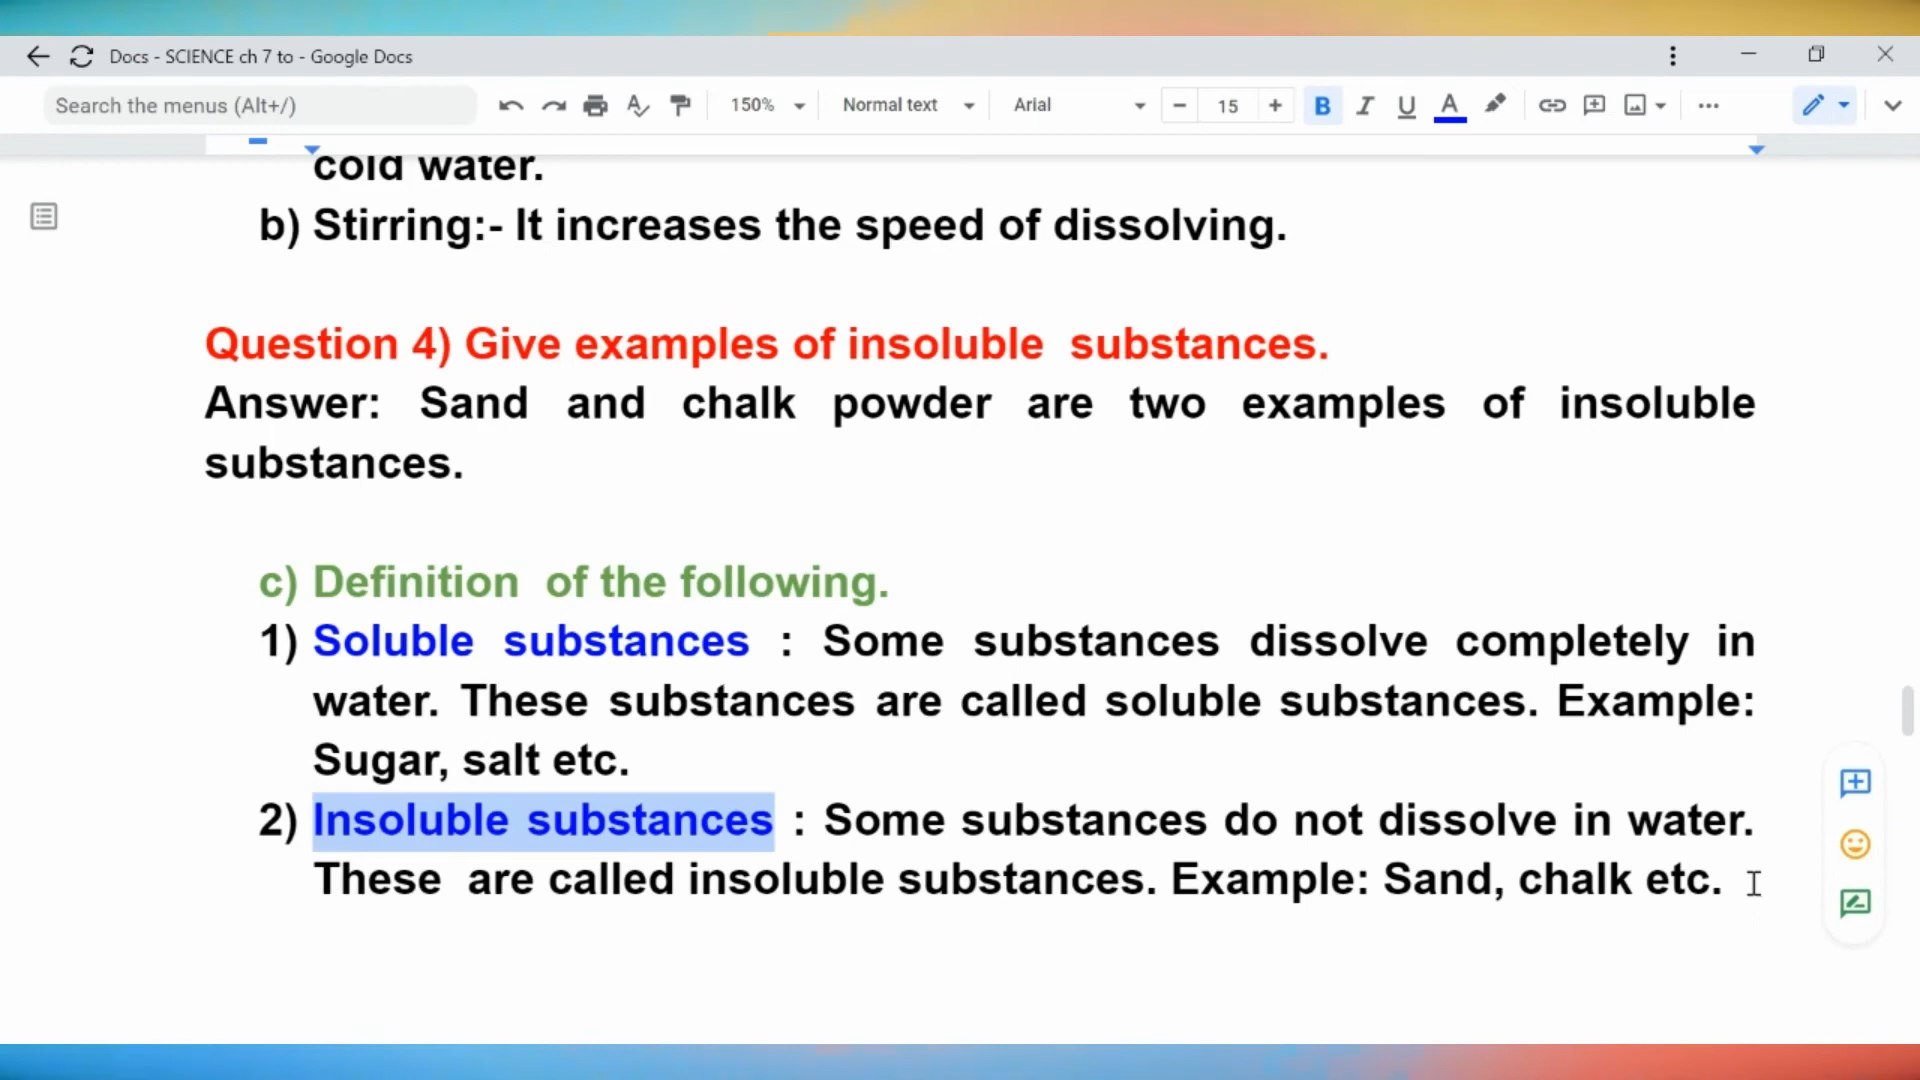 Docs - SCIENCE ch 7 to - Google Docs
Search the menus (Alt+/)
150%
Normal text
Arial
15
B I U A
cold water.
b) Stirring:- It increases the speed of dissolving.
Question 4) Give examples of insoluble  substances.
Answer: Sand and chalk powder are two examples of insoluble
substances.
c) Definition  of the following.
1) Soluble substances : Some substances dissolve completely in
water. These substances are called soluble substances. Example:
Sugar, salt etc.
2) Insoluble substances : Some substances do not dissolve in water.
These  are called insoluble substances. Example: Sand, chalk etc.